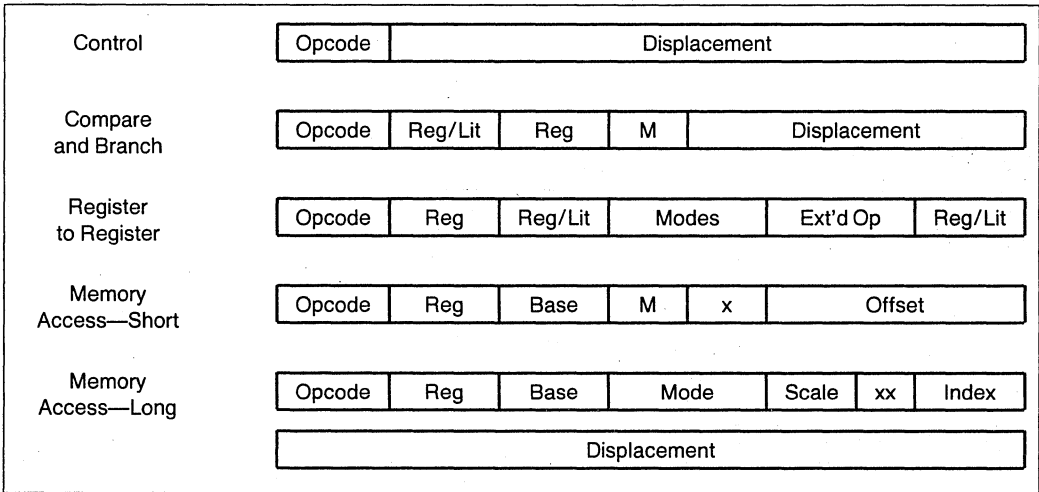 Control Opcode Displacement
Compare
and Branch Opcode Reg/Lit Reg M Displacement
Register
to Register Opcode Reg Reg/Lit Modes Ext'd Op Reg/Lit
Memory
Access—Short Opcode Reg Base M x Offset
Memory
Access—Long Opcode Reg Base Mode Scale xx Index
Displacement